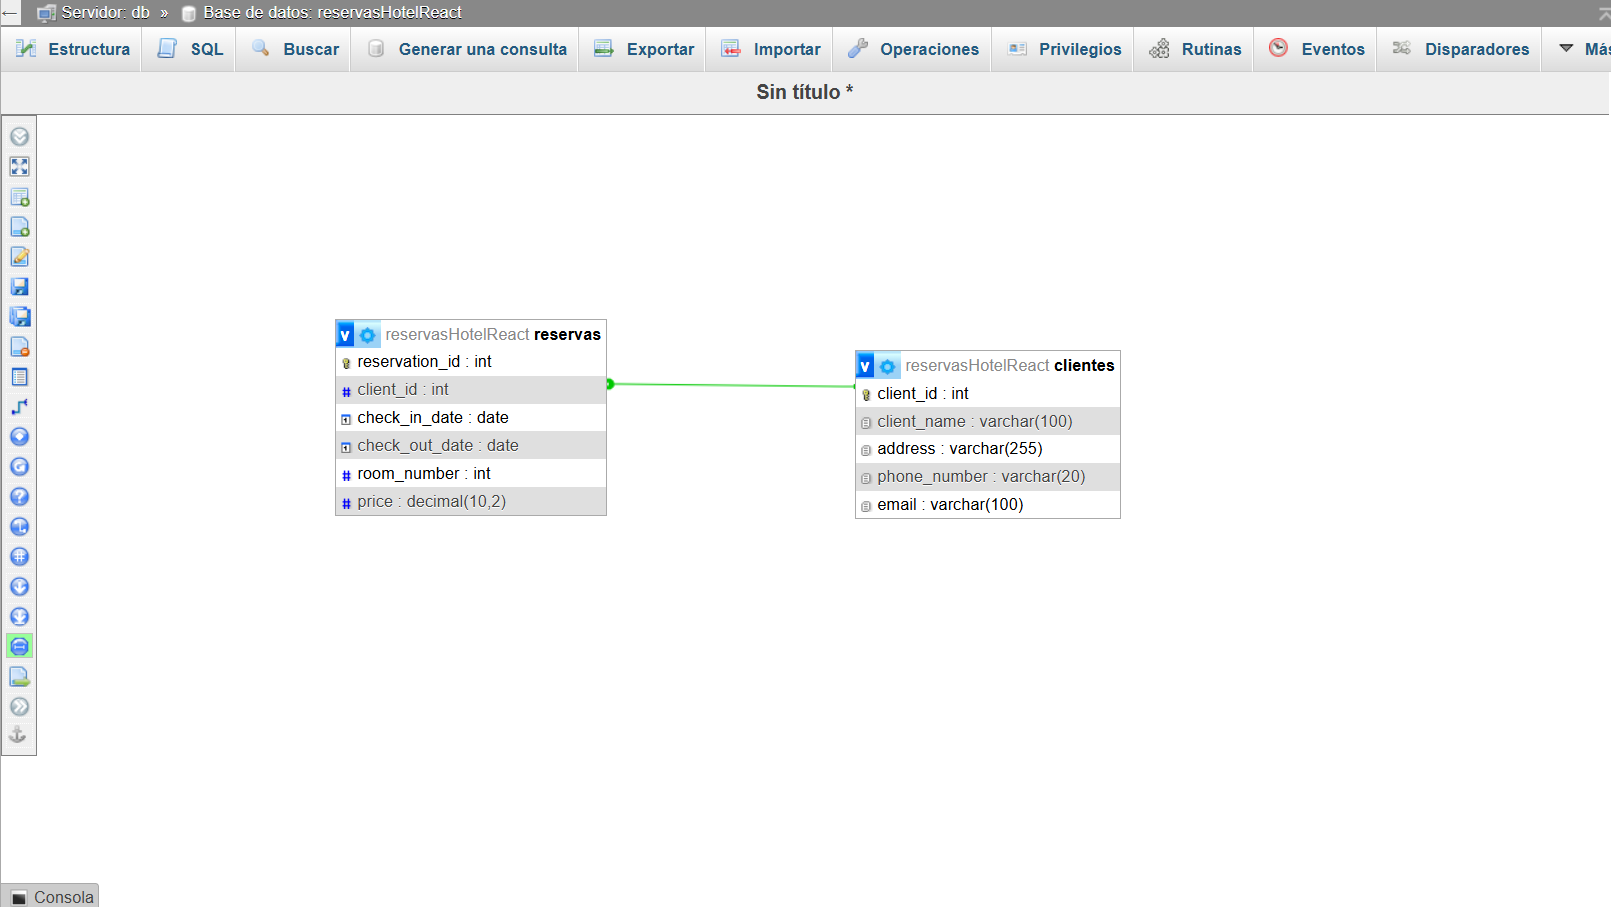 Servidor: db » Base de datos: reservasHotelReact
Estructura SQL Buscar Generar una consulta Exportar Importar Operaciones Privilegios Rutinas Eventos Disparadores Más
Sin título *
v reservasHotelReact reservas
reservation_id : int
client_id : int
check_in_date : date
check_out_date : date
room_number : int
price : decimal(10,2)
v reservasHotelReact clientes
client_id : int
client_name : varchar(100)
address : varchar(255)
phone_number : varchar(20)
email : varchar(100)
Consola